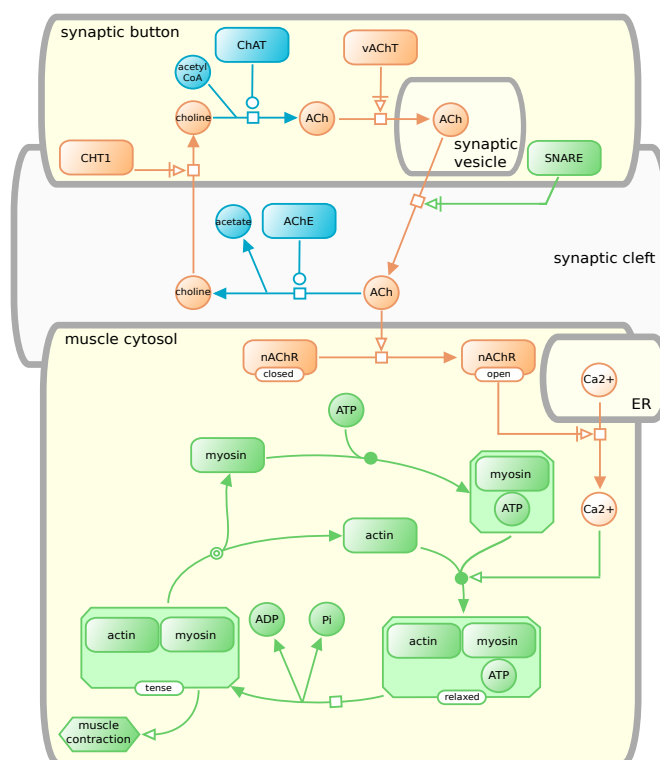 synaptic button
ChAT
vAChT
acetyl
CoA
choline
ACh
ACh
synaptic
vesicle
CHT1
SNARE
acetate
AChE
synaptic cleft
choline
ACh
muscle cytosol
nAChR
closed
nAChR
open
Ca2+
ER
ATP
myosin
myosin
ATP
Ca2+
actin
actin
myosin
tense
ADP
Pi
actin
myosin
ATP
relaxed
muscle
contraction